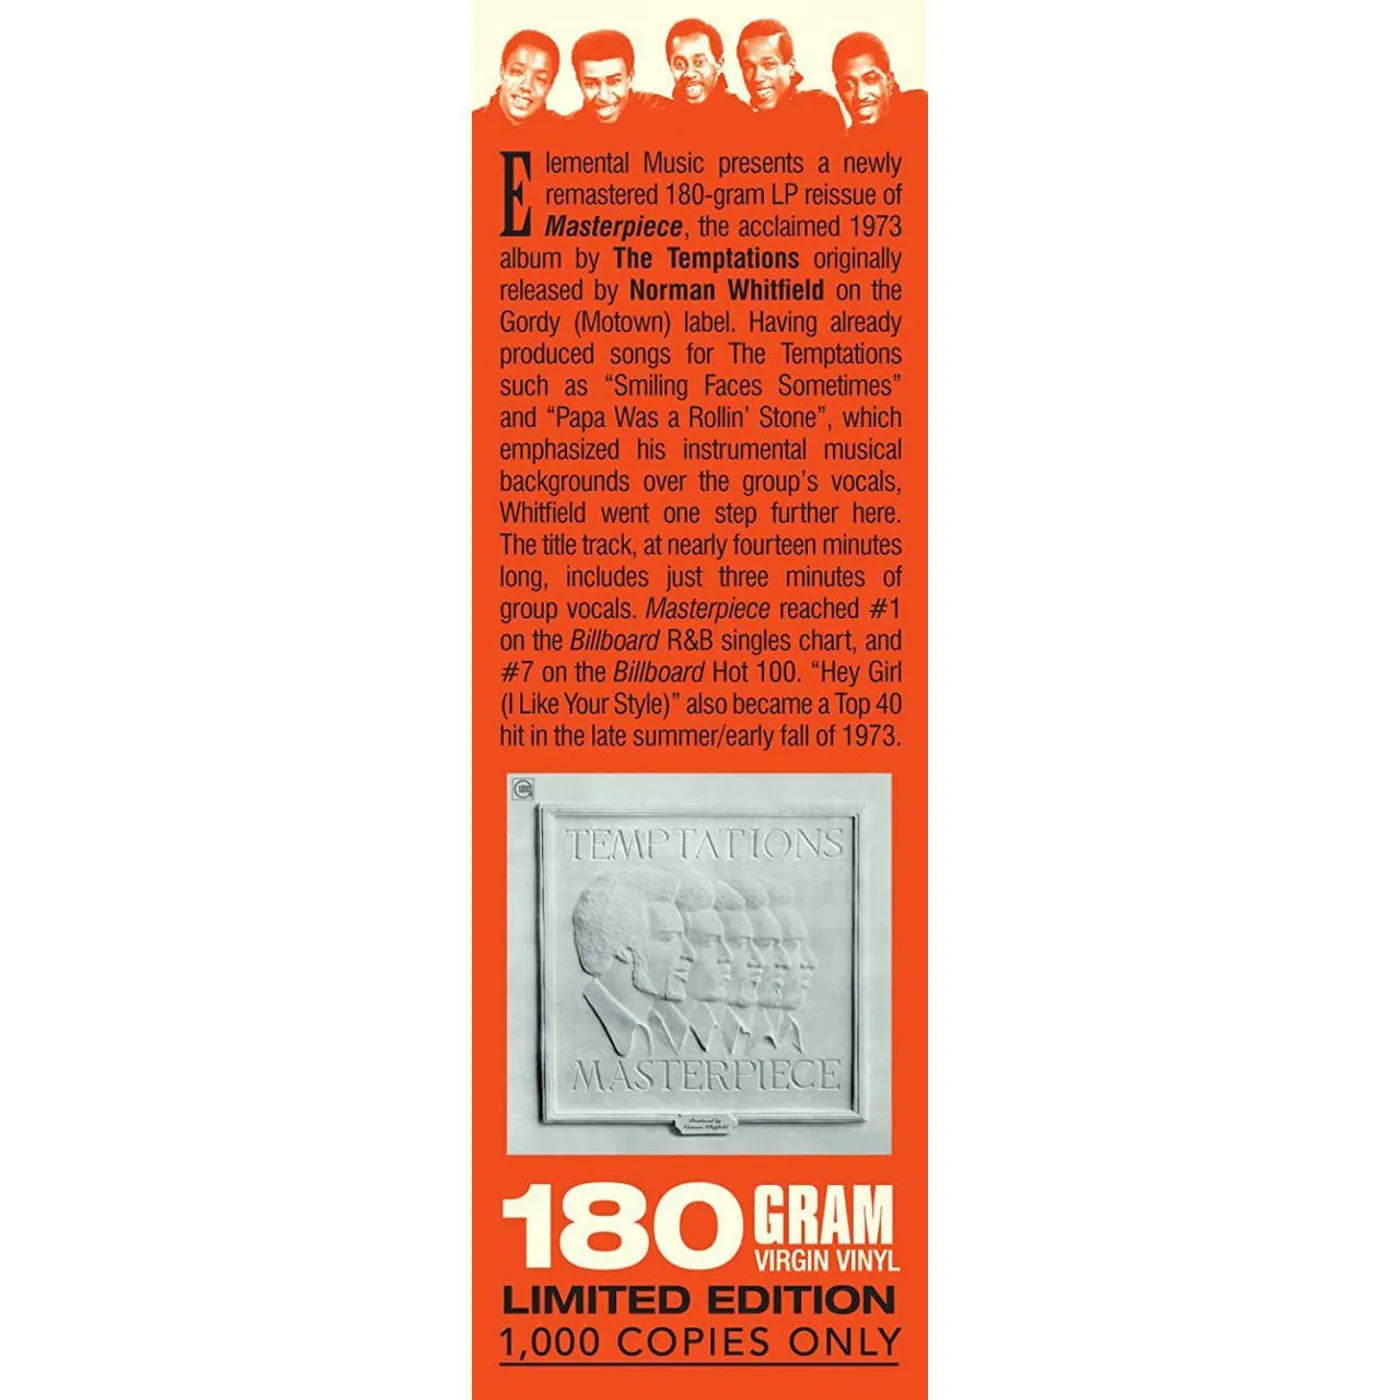 Elemental Music presents a newly
remastered 180-gram LP reissue of
Masterpiece, the acclaimed 1973
album by The Temptations originally
released by Norman Whitfield on the
Gordy (Motown) label. Having already
produced songs for The Temptations
such as “Smiling Faces Sometimes”
and “Papa Was a Rollin’ Stone”, which
emphasized his instrumental musical
backgrounds over the group’s vocals,
Whitfield went one step further here.
The title track, at nearly fourteen minutes
long, includes just three minutes of
group vocals. Masterpiece reached #1
on the Billboard R&B singles chart, and
#7 on the Billboard Hot 100. “Hey Girl
(I Like Your Style)” also became a Top 40
hit in the late summer/early fall of 1973.
TEMPTATIONS
MASTERPIECE
Produced by
Norman Whitfield
180 GRAM
VIRGIN VINYL
LIMITED EDITION
1,000 COPIES ONLY